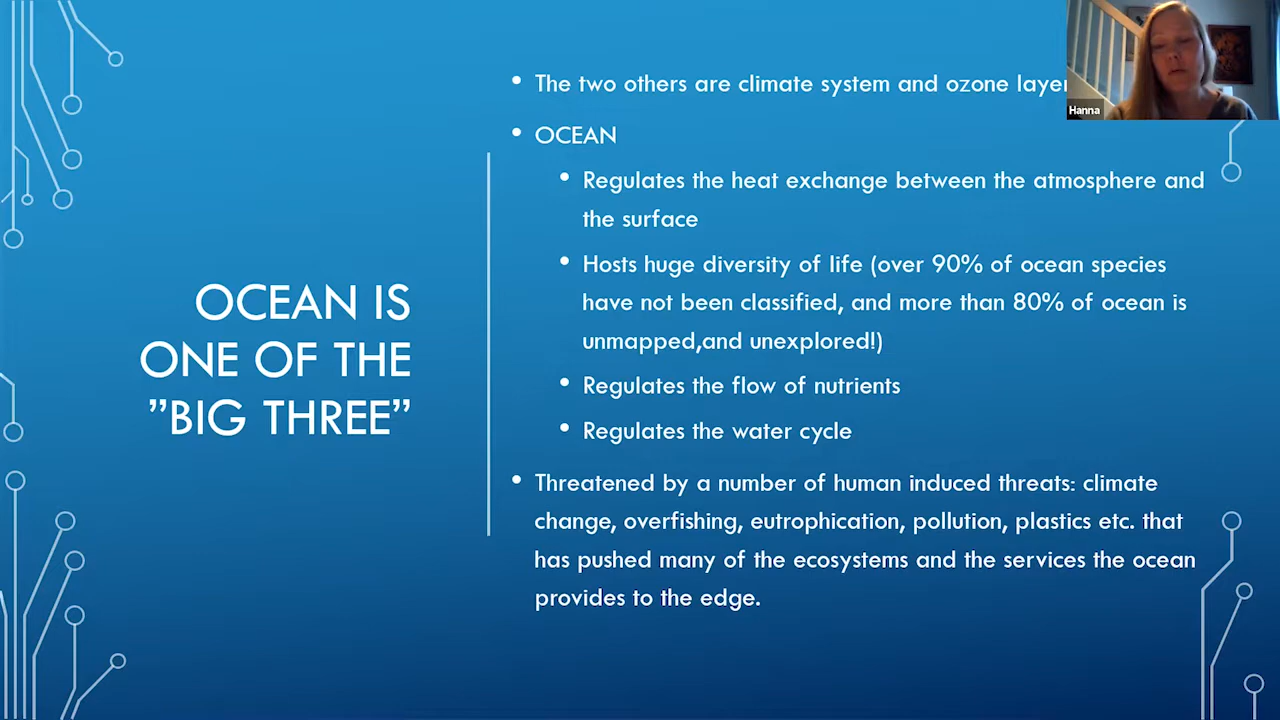 OCEAN IS
ONE OF THE
”BIG THREE”
• The two others are climate system and ozone layer
• OCEAN
• Regulates the heat exchange between the atmosphere and
the surface
• Hosts huge diversity of life (over 90% of ocean species
have not been classified, and more than 80% of ocean is
unmapped,and unexplored!)
• Regulates the flow of nutrients
• Regulates the water cycle
• Threatened by a number of human induced threats: climate
change, overfishing, eutrophication, pollution, plastics etc. that
has pushed many of the ecosystems and the services the ocean
provides to the edge.
Hanna